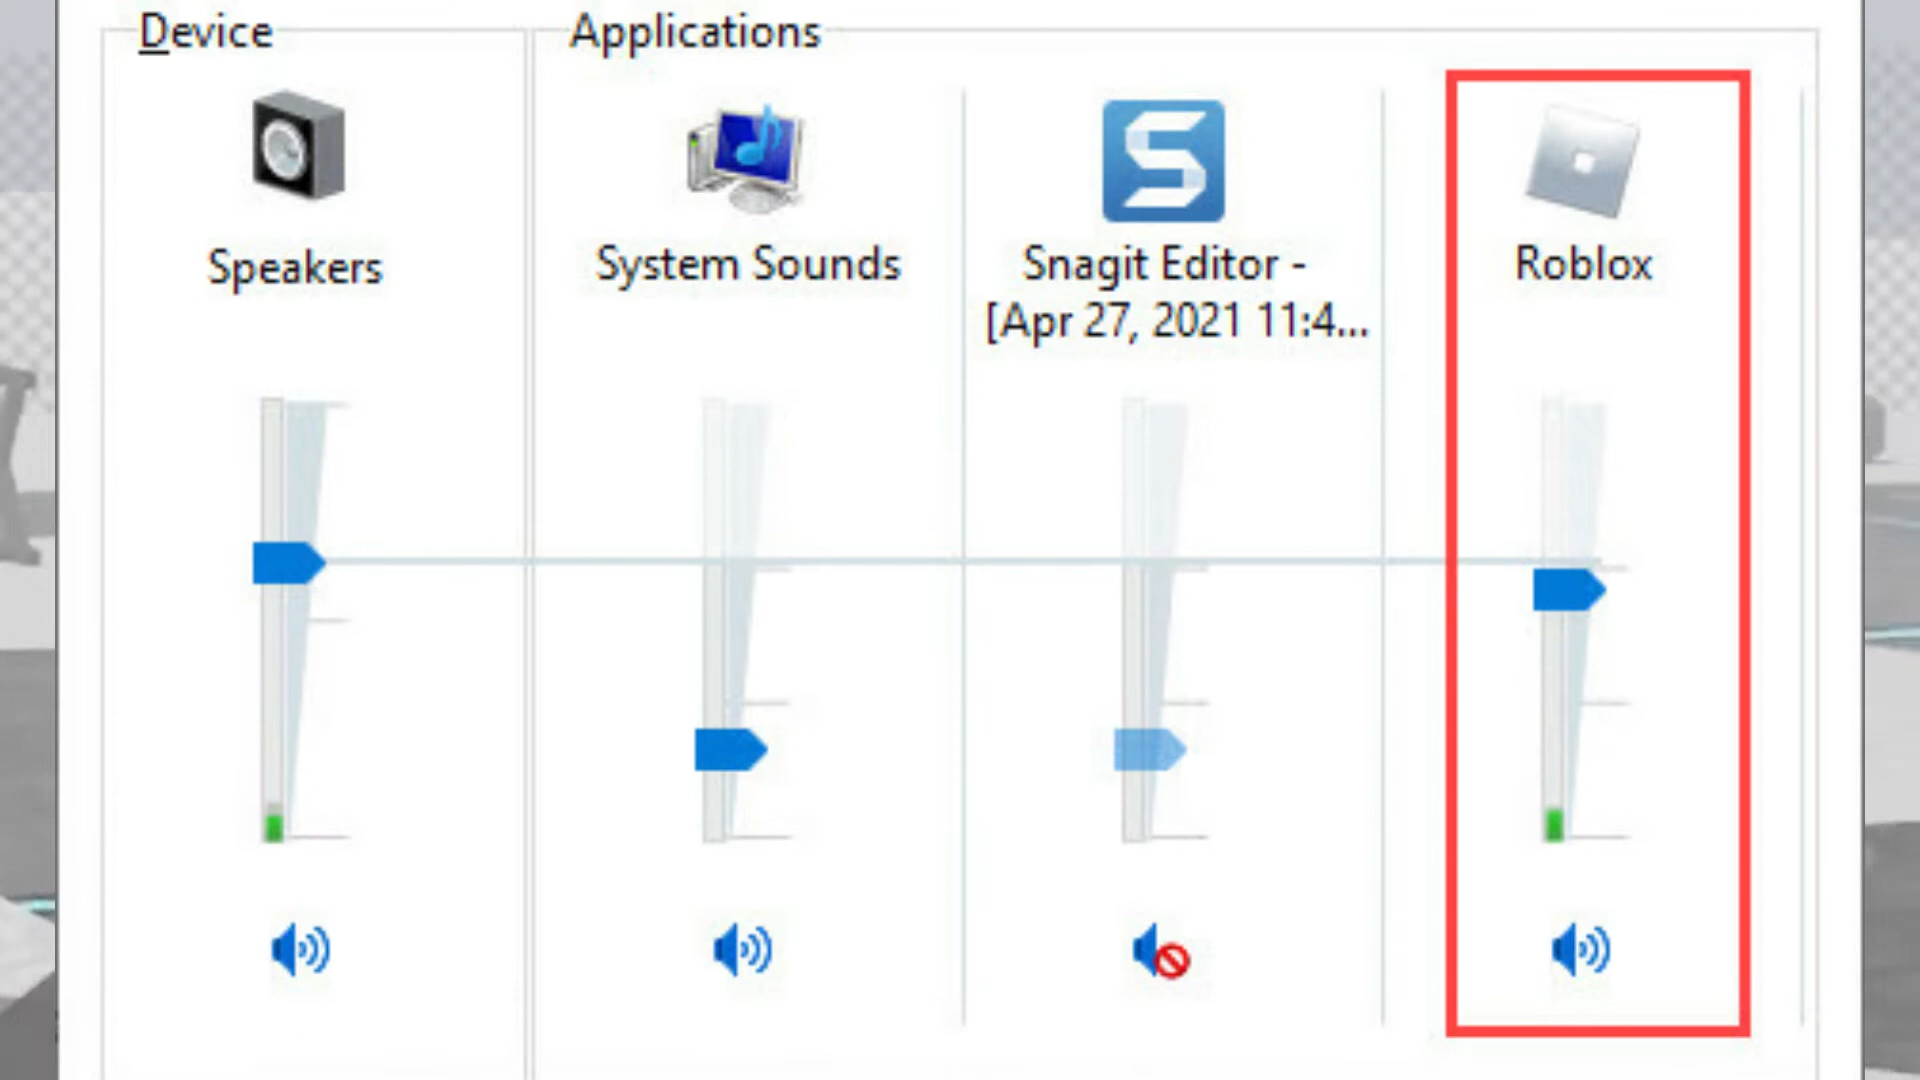 Device
Applications
Speakers
System Sounds
Snagit Editor -
[Apr 27, 2021 11:4...
Roblox